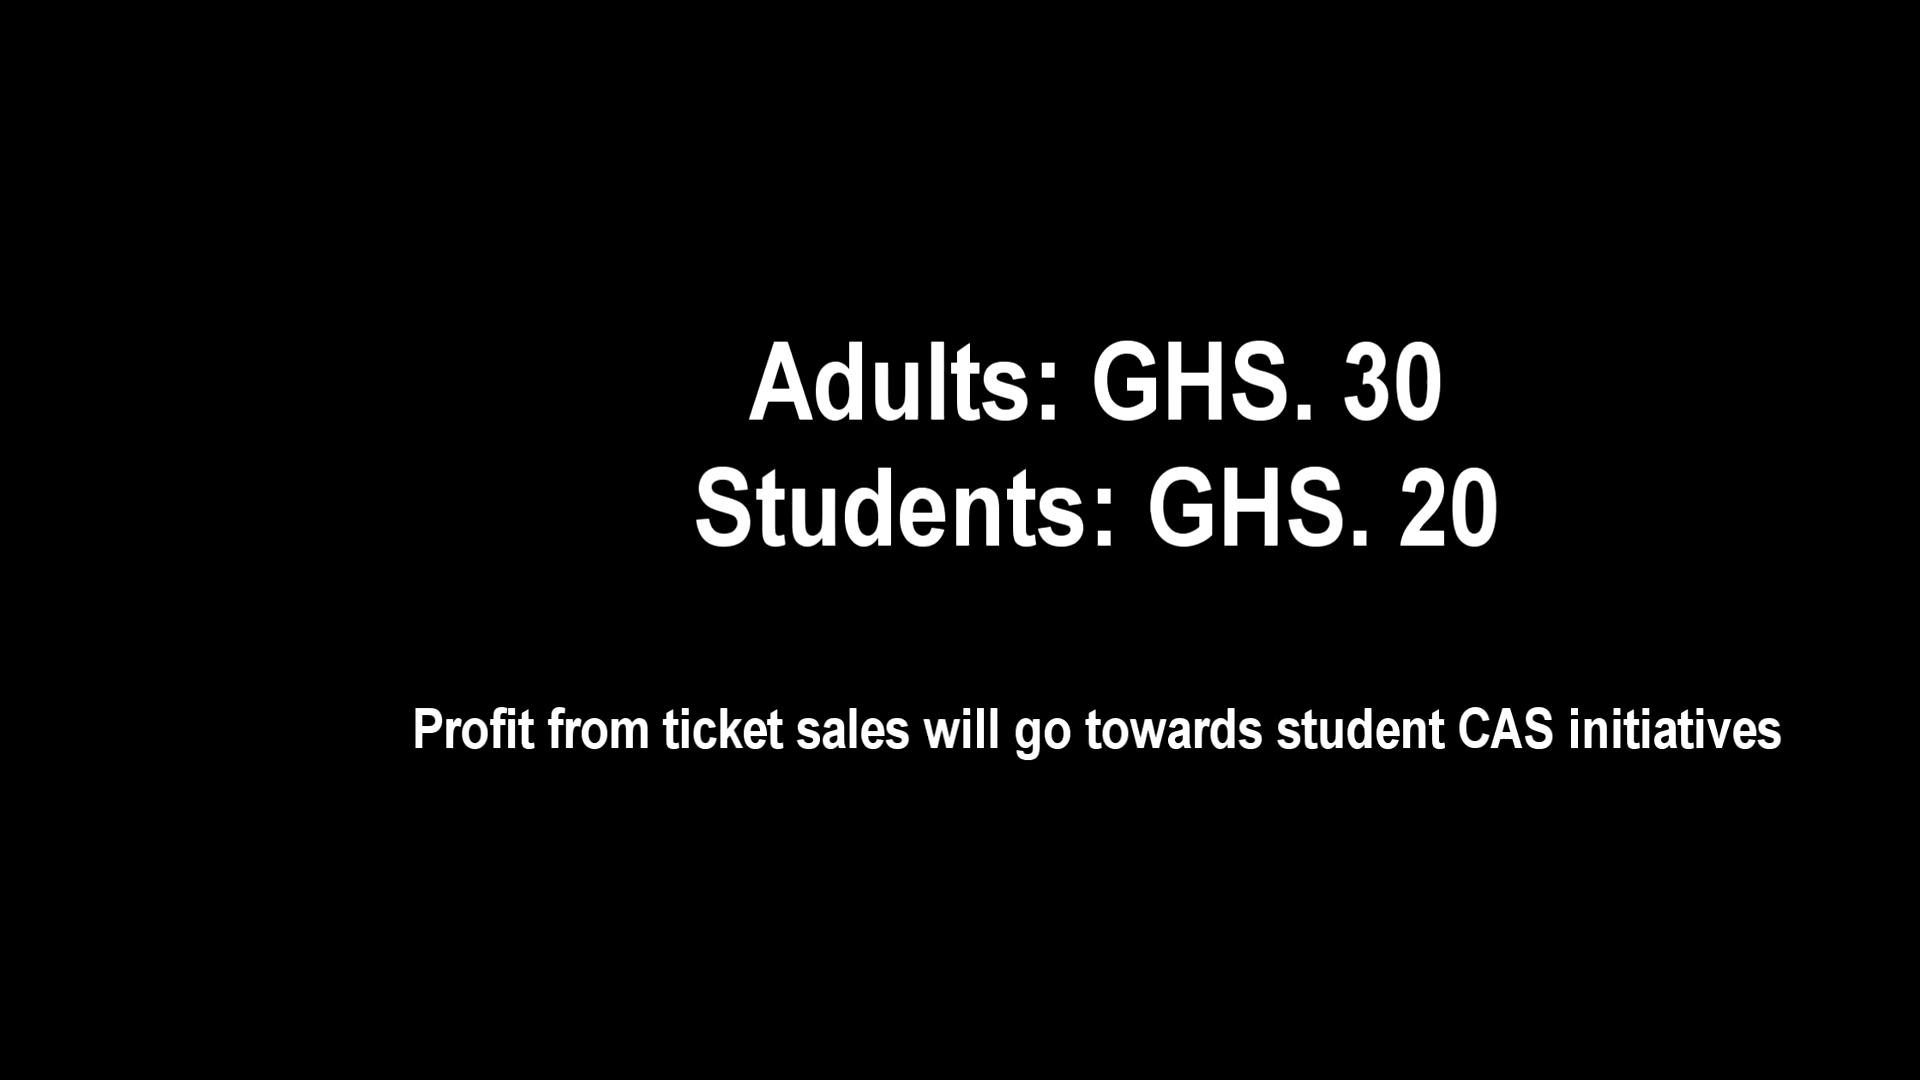 Adults: GHS. 30
Students: GHS. 20
Profit from ticket sales will go towards student CAS initiatives